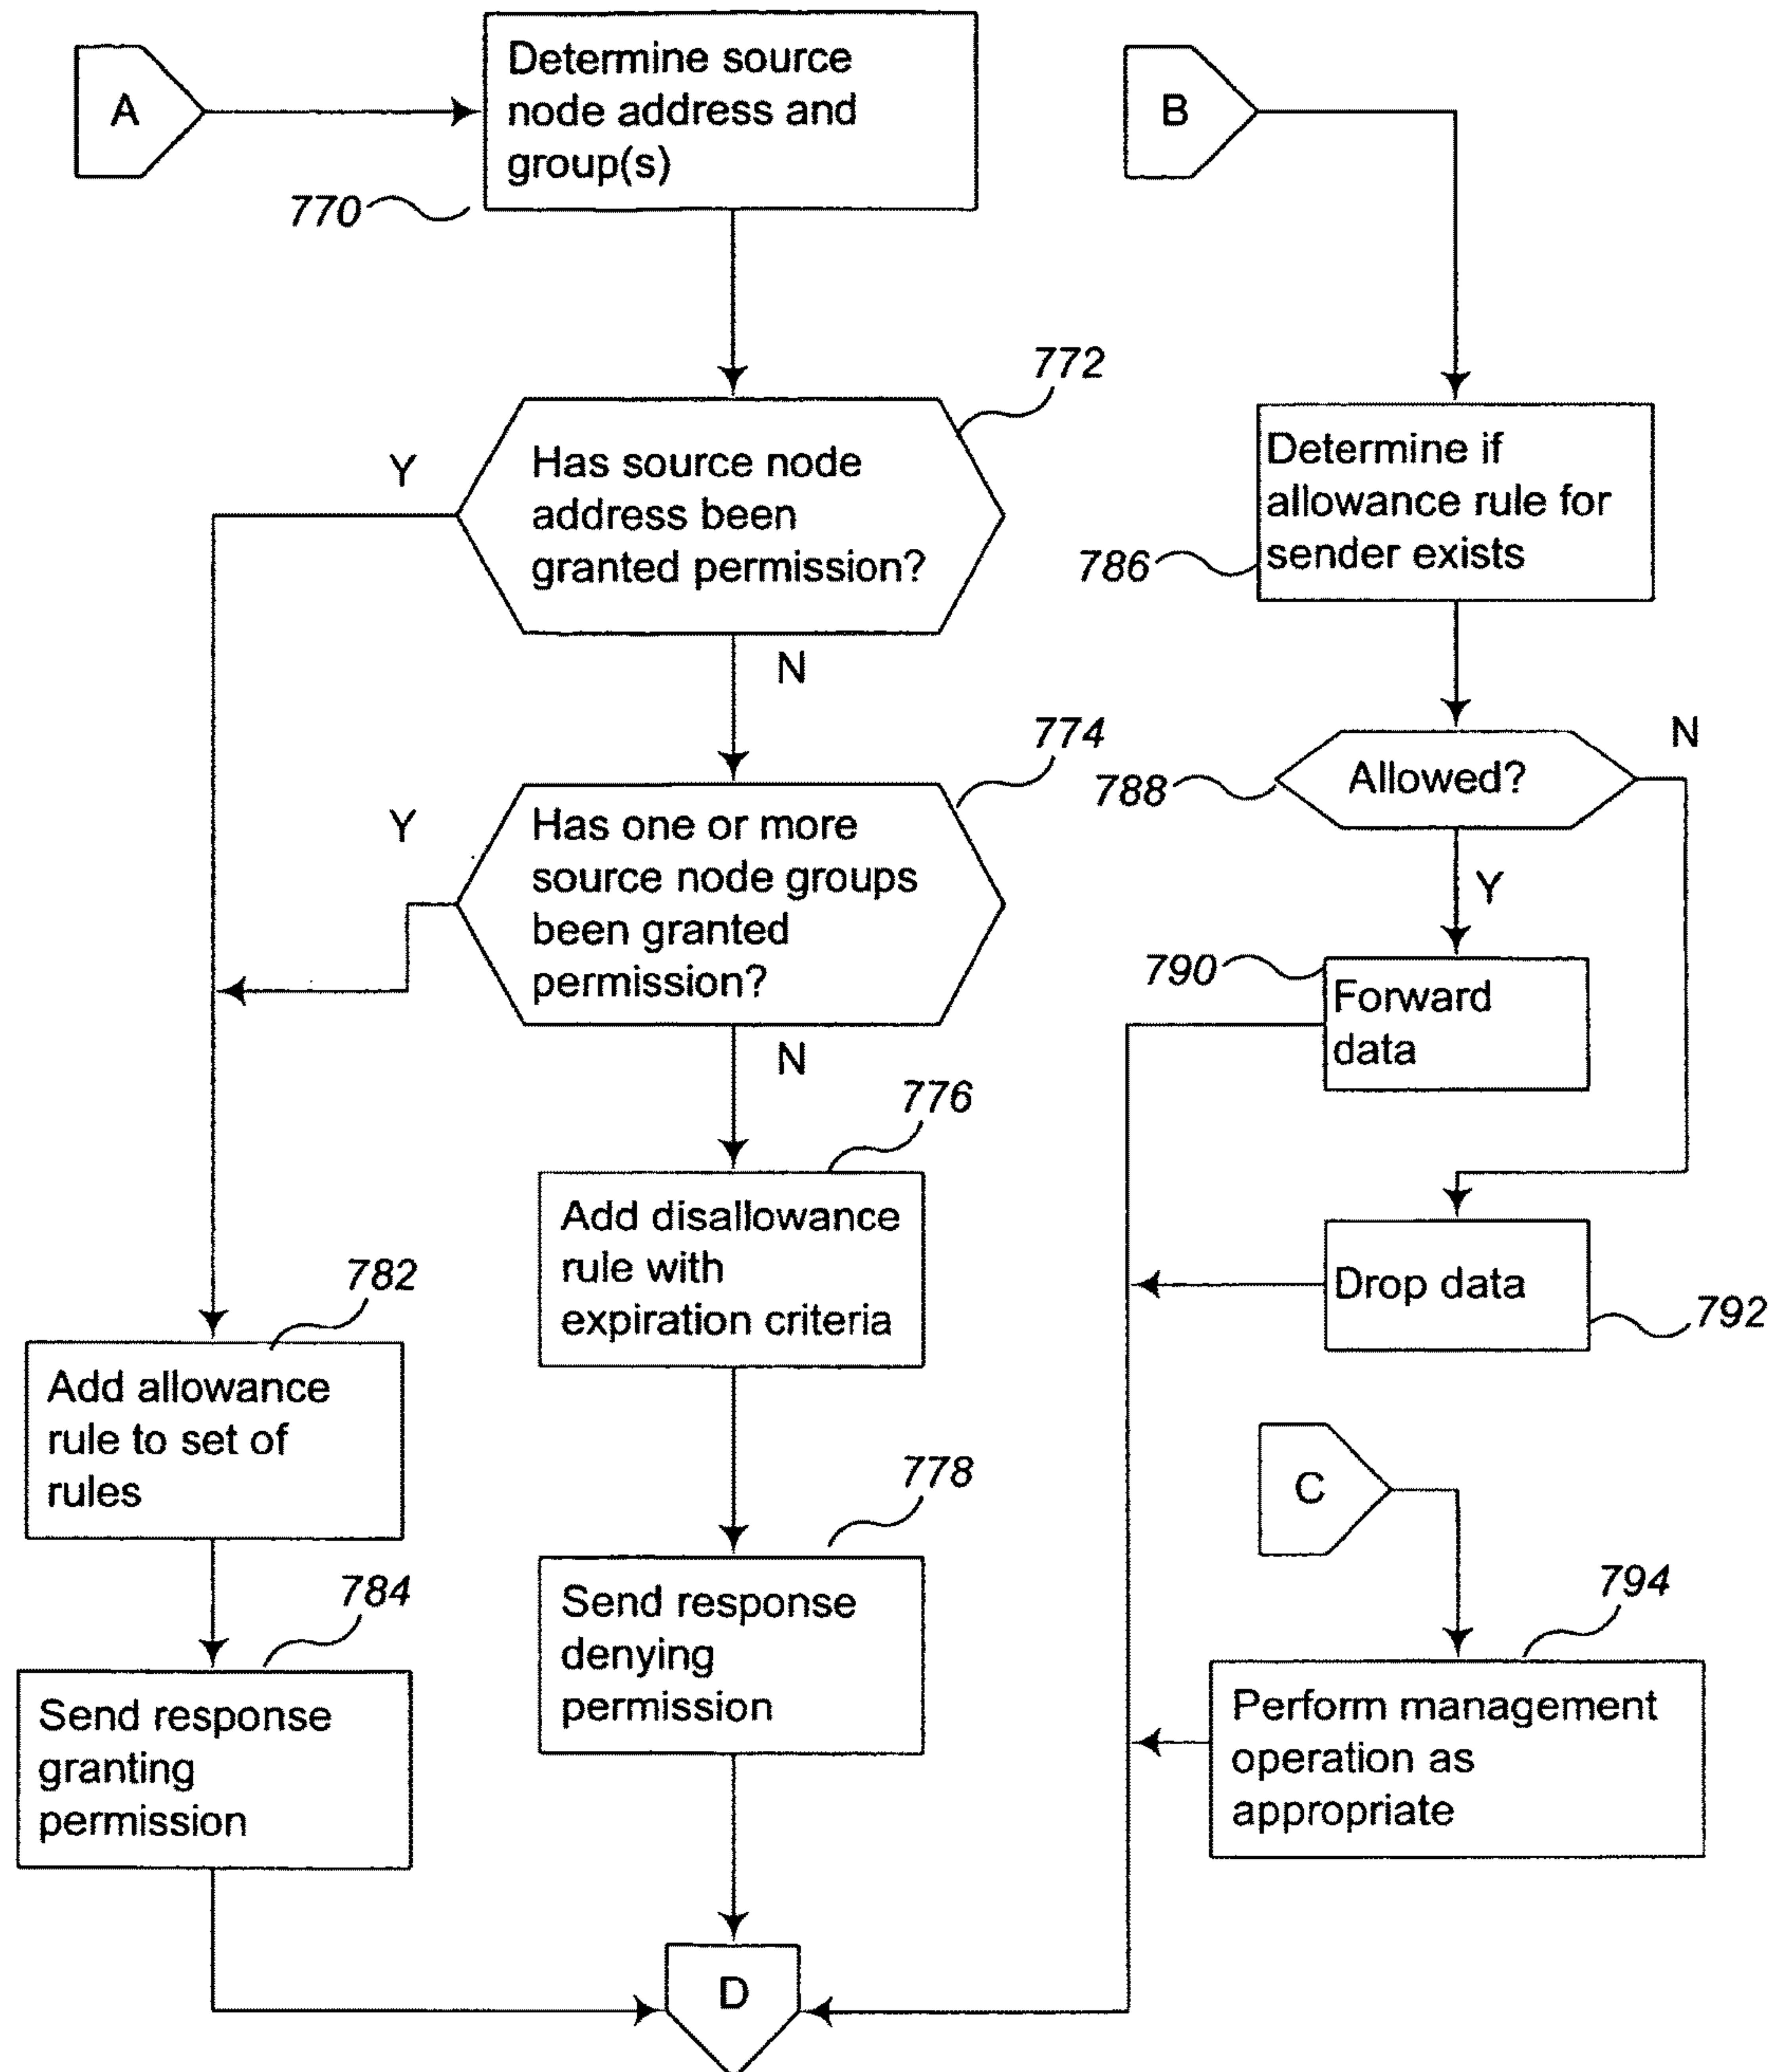 A
Determine source
node address and
group(s)
770
772
Has source node
address been
granted permission?
Y
N
774
Has one or more
source node groups
been granted
permission?
Y
N
776
Add disallowance
rule with
expiration criteria
778
Send response
denying
permission
782
Add allowance
rule to set of
rules
784
Send response
granting
permission
B
Determine if
allowance rule for
sender exists
786
Allowed?
788
N
Y
790
Forward
data
Drop data
792
C
794
Perform management
operation as
appropriate
D